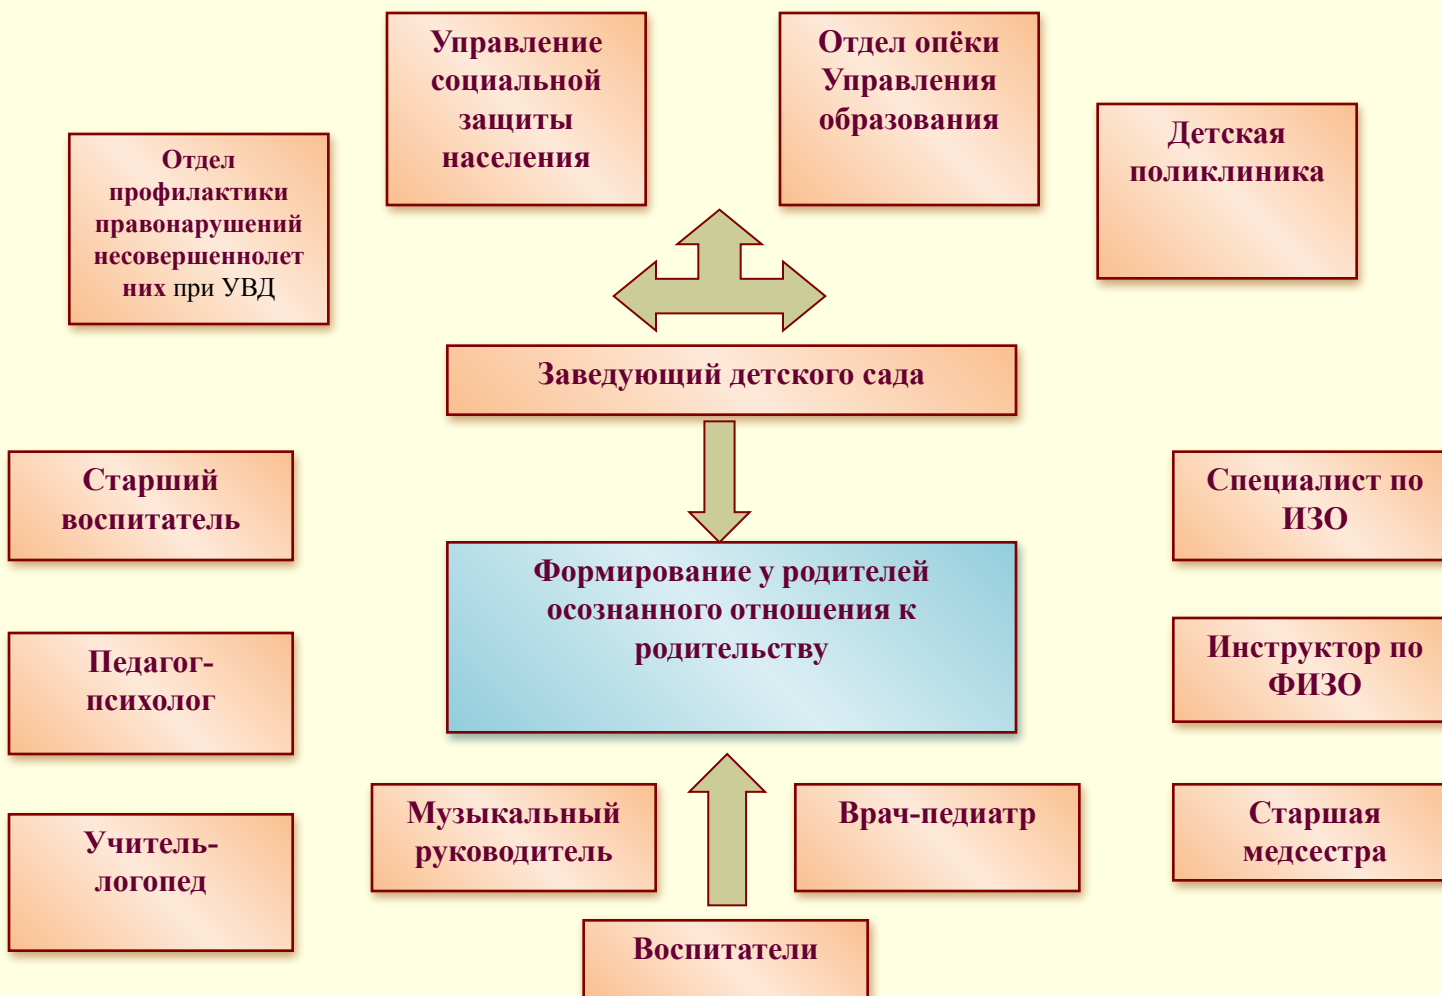 Управление
социальной
защиты
населения
Отдел опёки
Управления
образования
Детская
поликлиника
Отдел
профилактики
правонарушений
несовершеннолет
них при УВД
Заведующий детского сада
Старший
воспитатель
Специалист по
ИЗО
Формирование у родителей
осознанного отношения к
родительству
Педагог-
психолог
Инструктор по
ФИЗО
Музыкальный
руководитель
Врач-педиатр
Старшая
медсестра
Учитель-
логопед
Воспитатели